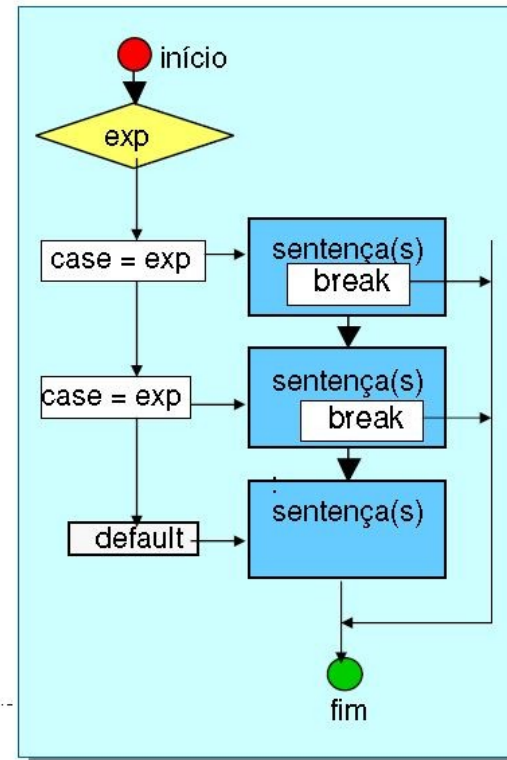 início
exp
case = exp
sentença(s)
break
case = exp
sentença(s)
break
default
sentença(s)
fim